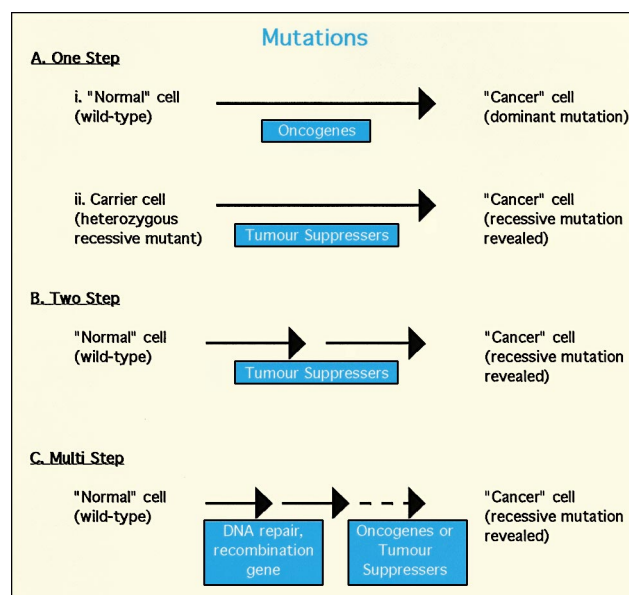 Mutations
A. One Step
i. "Normal" cell
(wild-type)
Oncogenes
"Cancer" cell
(dominant mutation)
ii. Carrier cell
(heterozygous
recessive mutant)
Tumour Suppressers
"Cancer" cell
(recessive mutation
revealed)
B. Two Step
"Normal" cell
(wild-type)
Tumour Suppressers
"Cancer" cell
(recessive mutation
revealed)
C. Multi Step
"Normal" cell
(wild-type)
DNA repair,
recombination
gene
Oncogenes or
Tumour
Suppressers
"Cancer" cell
(recessive mutation
revealed)